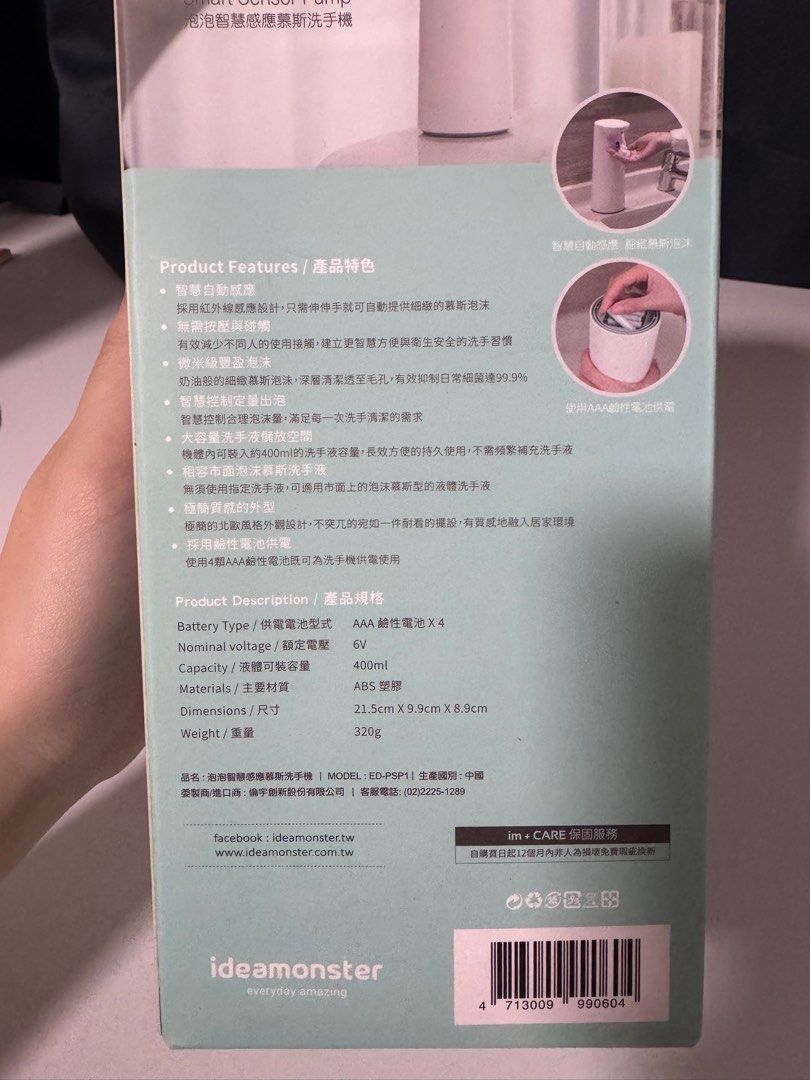 Smart Sensor Pump
泡泡智慧感應慕斯洗手機
智慧自動感應 細緻慕斯泡沫
使用AAA鹼性電池供電
Product Features / 產品特色
• 智慧自動感應
採用紅外線感應設計，只需伸伸手就可自動提供細緻的慕斯泡沫
• 無需按壓與碰觸
有效減少不同人的使用接觸，建立更智慧方便與衛生安全的洗手習慣
• 微米級豐盈泡沫
奶油般的細緻慕斯泡沫，深層清潔透至毛孔，有效抑制日常細菌達99.9%
• 智慧控制定量出泡
智慧控制合理泡沫量，滿足每一次洗手清潔的需求
• 大容量洗手液儲放空間
機體內可裝入約400ml的洗手液容量，長效方便的持久使用，不需頻繁補充洗手液
• 相容市面泡沫慕斯洗手液
無須使用指定洗手液，可適用市面上的泡沫慕斯型的液體洗手液
• 極簡質感的外型
極簡的北歐風格外觀設計，不突兀的宛如一件耐看的擺設，有質感地融入居家環境
• 採用鹼性電池供電
使用4顆AAA鹼性電池既可為洗手機供電使用
Product Description / 產品規格
Battery Type / 供電電池型式 AAA 鹼性電池 X 4
Nominal voltage / 額定電壓 6V
Capacity / 液體可裝容量 400ml
Materials / 主要材質 ABS 塑膠
Dimensions / 尺寸 21.5cm X 9.9cm X 8.9cm
Weight / 重量 320g
品名 : 泡泡智慧感應慕斯洗手機 | MODEL : ED-PSP1 | 生產國別 : 中國
委製商/進口商 : 倫宇創新股份有限公司 | 客服電話: (02)2225-1289
facebook : ideamonster.tw
www.ideamonster.com.tw
im + CARE 保固服務
自購買日起12個月內非人為損壞免費瑕疵換新
ideamonster
everyday amazing
4 713009 990604